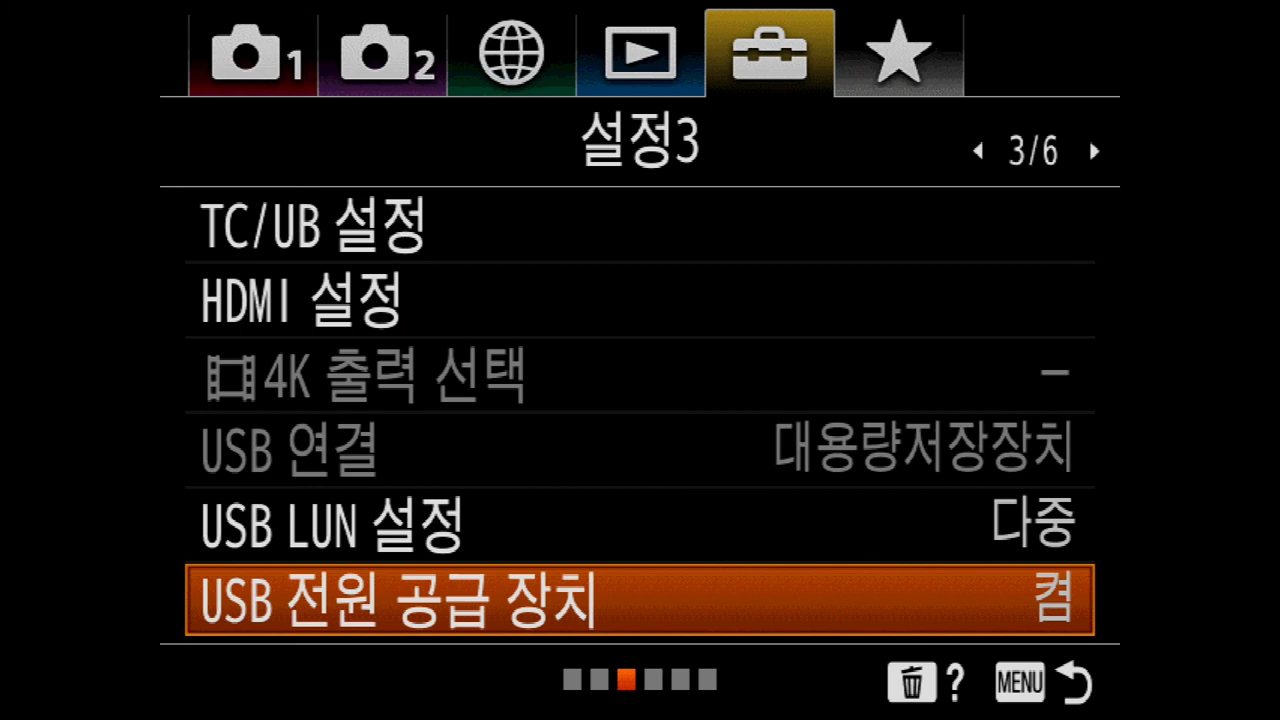 1 2
설정3
3/6
TC/UB 설정
HDMI 설정
4K 출력 선택 –
USB 연결 대용량저장장치
USB LUN 설정 다중
USB 전원 공급 장치 켬
? MENU